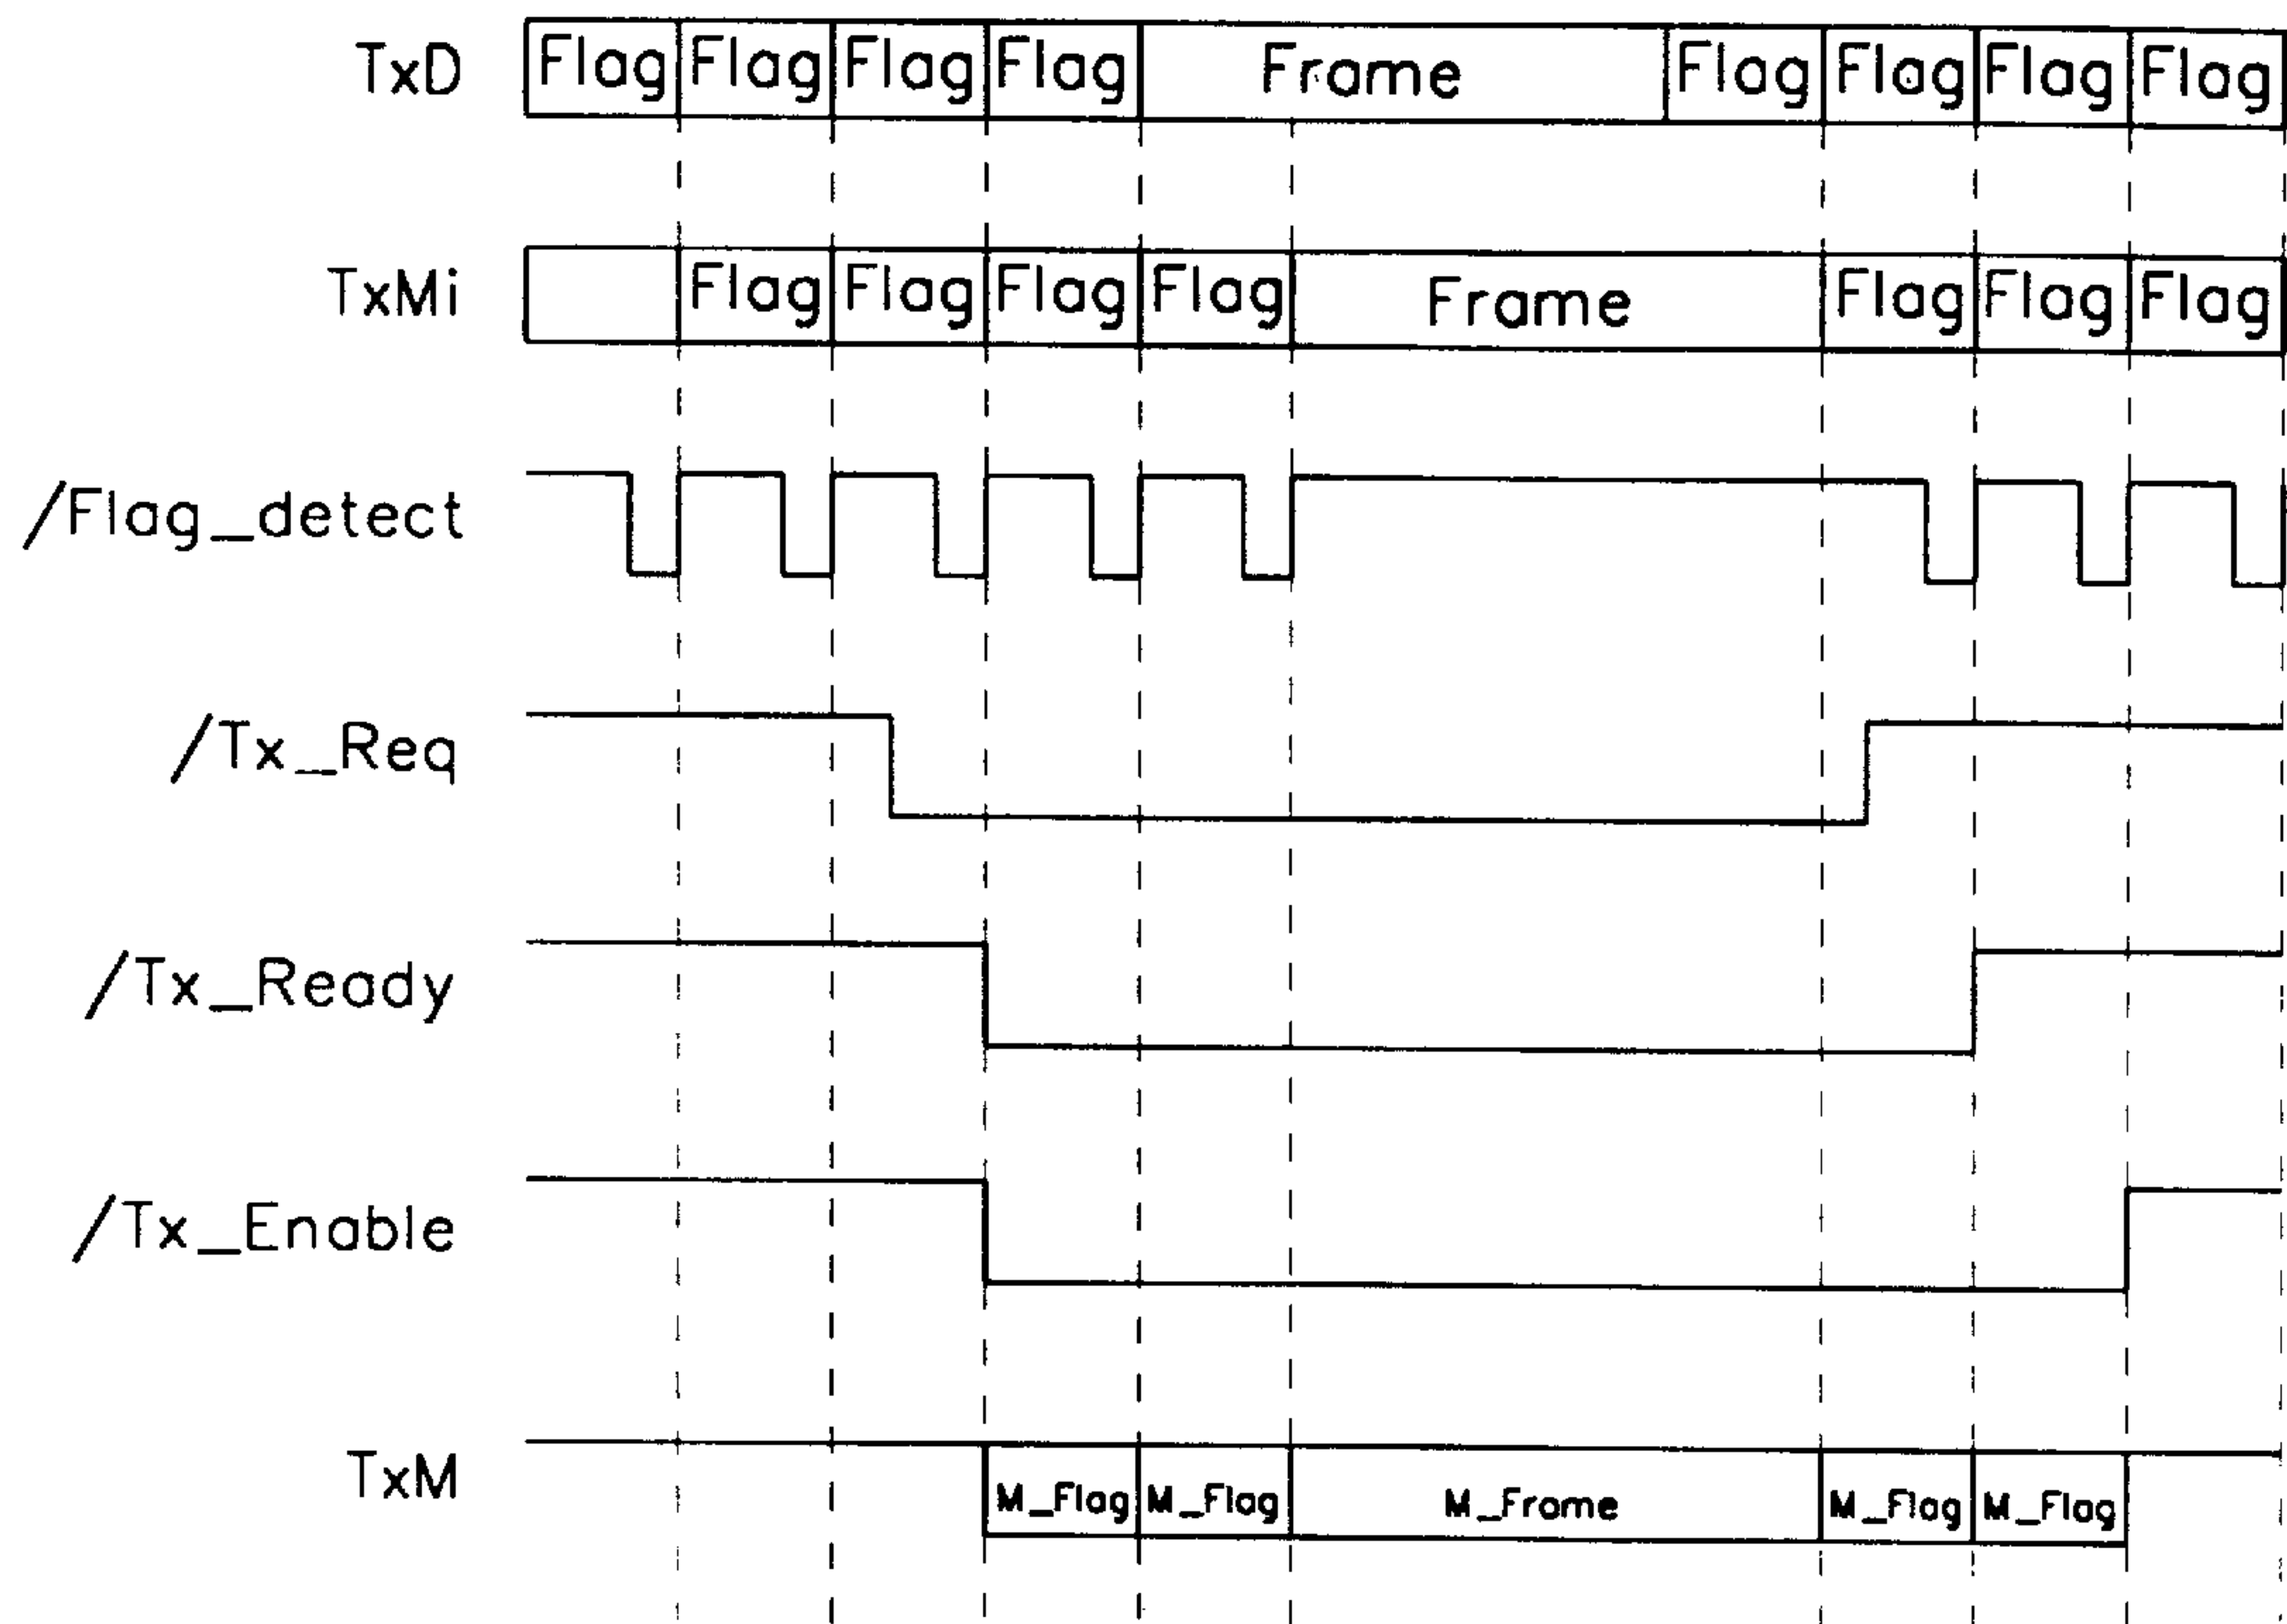 TxD Flag Flag Flag Flag Frame Flag Flag Flag Flag
TxMi Flag Flag Flag Flag Frame Flag Flag Flag
/Flag_detect
/Tx_Req
/Tx_Ready
/Tx_Enable
TxM M_Flag M_Flag M_Frame M_Flag M_Flag